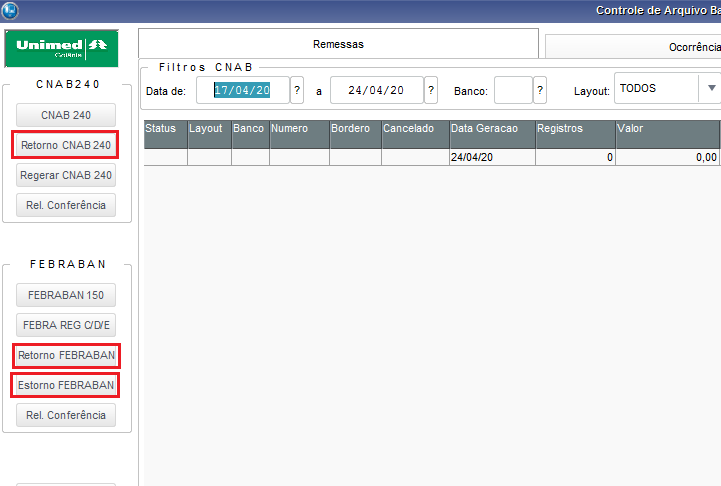 Controle de Arquivo Ba
Unimed
Goiânia
CNAB240
CNAB 240
Retorno CNAB 240
Regerar CNAB 240
Rel. Conferência
FEBRABAN
FEBRABAN 150
FEBRA REG C/D/E
Retorno FEBRABAN
Estorno FEBRABAN
Rel. Conferência
Remessas
Ocorrência
Filtros CNAB
Data de: 17/04/20 ? a 24/04/20 ? Banco: ? Layout: TODOS
Status Layout Banco Numero Bordero Cancelado Data Geracao Registros Valor
24/04/20 0 0,00